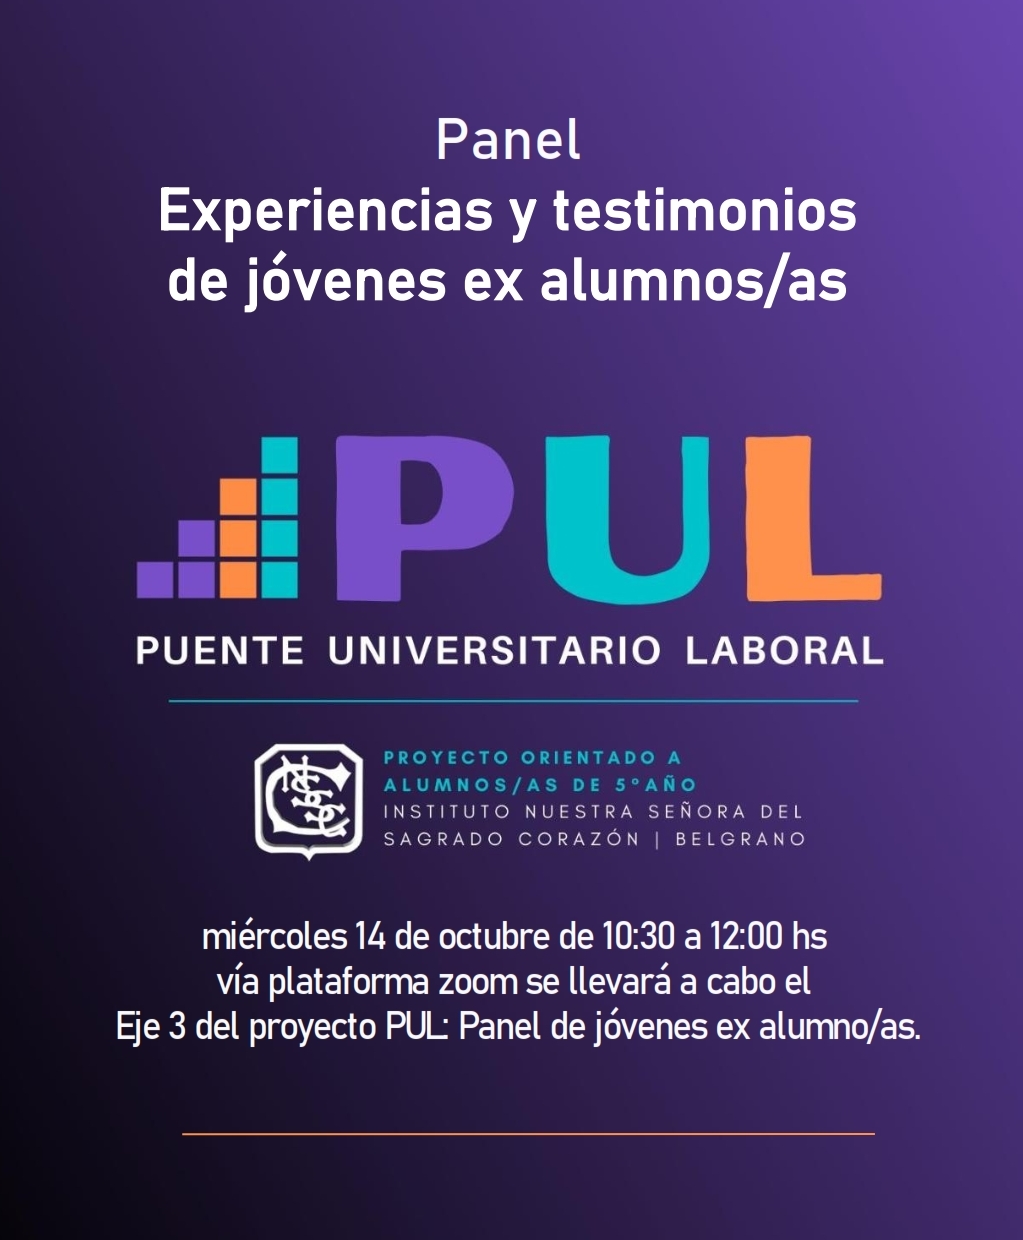 Panel
Experiencias y testimonios
de jóvenes ex alumnos/as
PUL
PUENTE UNIVERSITARIO LABORAL
PROYECTO ORIENTADO A
ALUMNOS/AS DE 5°AÑO
INSTITUTO NUESTRA SEÑORA DEL
SAGRADO CORAZÓN | BELGRANO
miércoles 14 de octubre de 10:30 a 12:00 hs
vía plataforma zoom se llevará a cabo el
Eje 3 del proyecto PUL: Panel de jóvenes ex alumno/as.